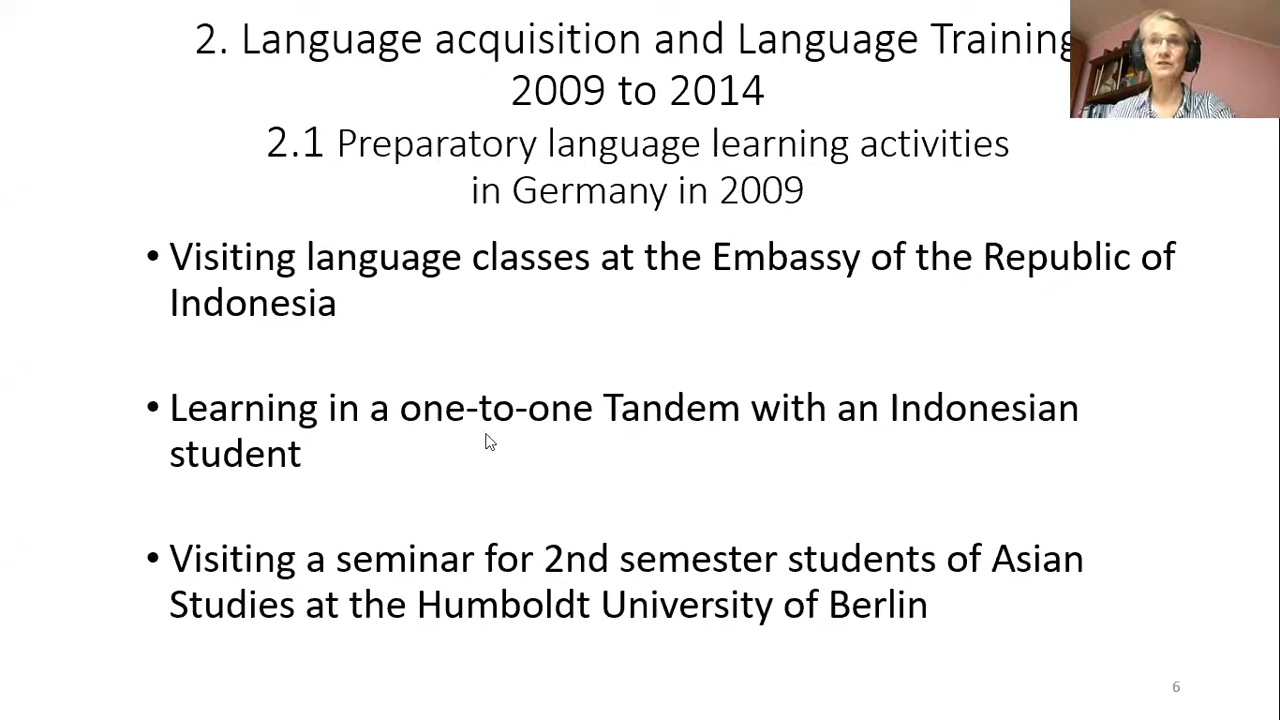 2. Language acquisition and Language Training
2009 to 2014
2.1 Preparatory language learning activities
in Germany in 2009
• Visiting language classes at the Embassy of the Republic of
Indonesia
• Learning in a one-to-one Tandem with an Indonesian
student
• Visiting a seminar for 2nd semester students of Asian
Studies at the Humboldt University of Berlin
6